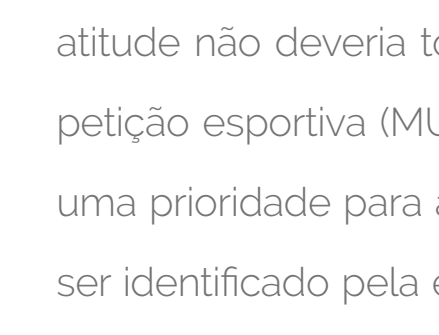 atitude não deveria
petição esportiva (MU
uma prioridade para
ser identificado pela